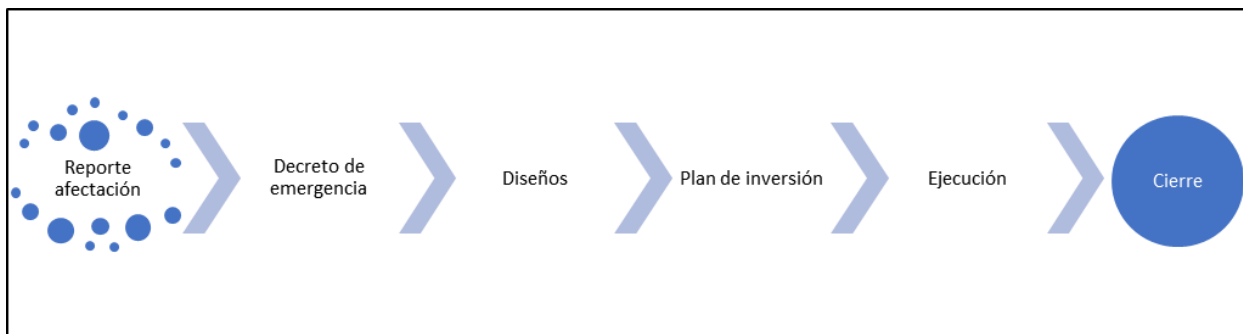 Reporte
afectación
Decreto de
emergencia
Diseños
Plan de inversión
Ejecución
Cierre